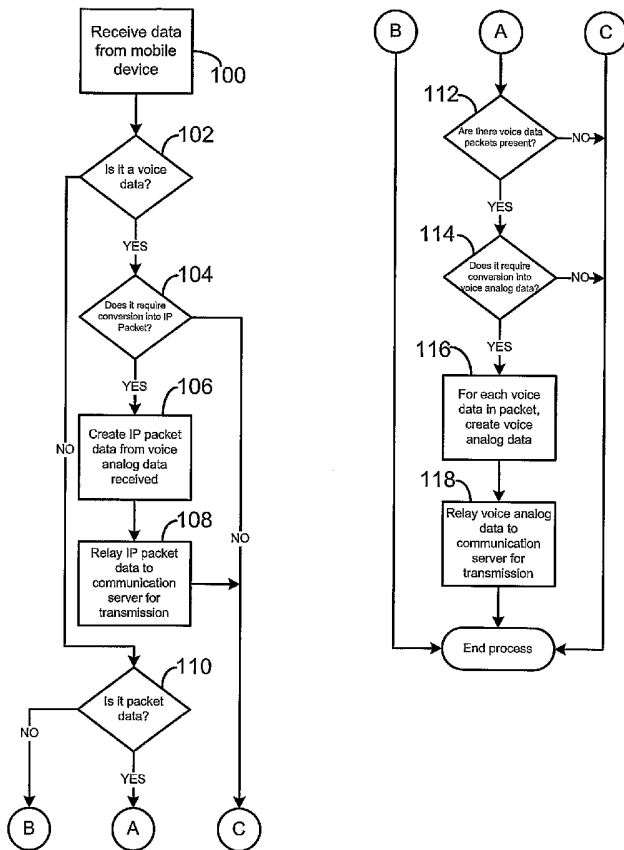 Receive data
from mobile
device
100
102
Is it a voice
data?
YES
104
Does it require
conversion into IP
Packet?
YES
106
Create IP packet
data from voice
analog data
received
NO
108
NO
Relay IP packet
data to
communication
server for
transmission
110
Is it packet
data?
NO
YES
B
A
C
B
A
C
112
Are there voice data
packets present?
NO
YES
114
Does it require
conversion into
voice analog data?
NO
YES
116
For each voice
data in packet,
create voice
analog data
118
Relay voice analog
data to
communication
server for
transmission
End process